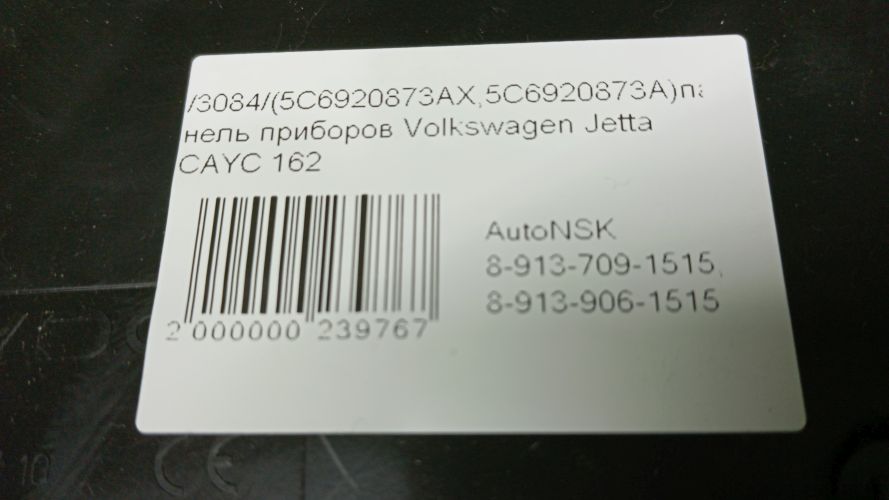 /3084/(5C6920873AX,5C6920873A)па
нель приборов Volkswagen Jetta
CAYC 162
AutoNSK
8-913-709-1515,
8-913-906-1515
2 000000 239767
CE